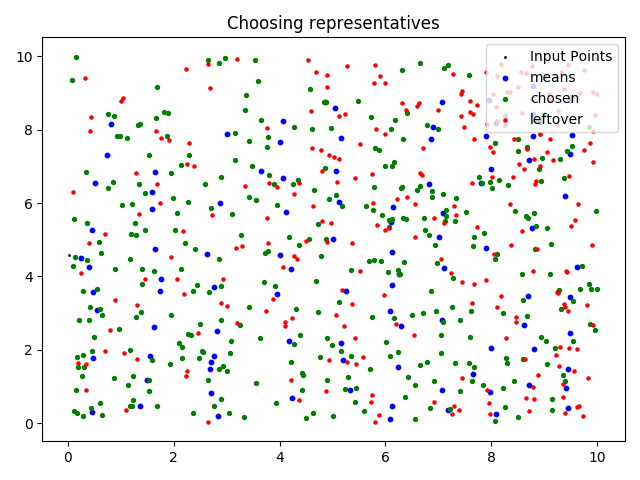 Choosing representatives
Input Points
means
chosen
leftover
10
8
6
4
2
0
0
2
4
6
8
10